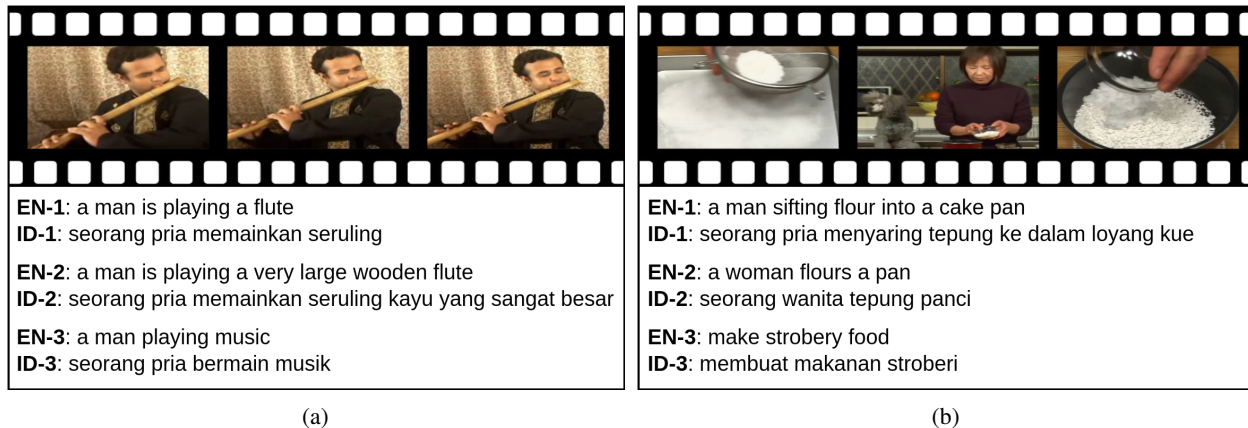 EN-1: a man is playing a flute
ID-1: seorang pria memainkan seruling
EN-2: a man is playing a very large wooden flute
ID-2: seorang pria memainkan seruling kayu yang sangat besar
EN-3: a man playing music
ID-3: seorang pria bermain musik
(a)
EN-1: a man sifting flour into a cake pan
ID-1: seorang pria menyaring tepung ke dalam loyang kue
EN-2: a woman flours a pan
ID-2: seorang wanita tepung panci
EN-3: make strobery food
ID-3: membuat makanan stroberi
(b)